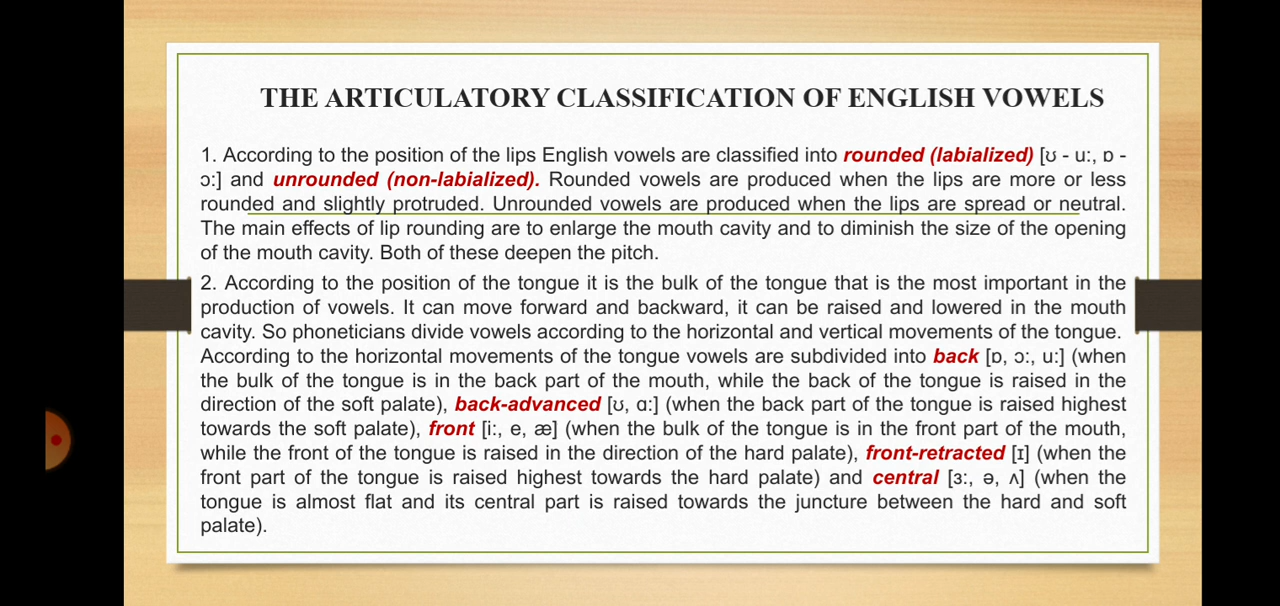 THE ARTICULATORY CLASSIFICATION OF ENGLISH VOWELS
1. According to the position of the lips English vowels are classified into rounded (labialized) [ʊ - u:, ɒ -
ɔ:] and unrounded (non-labialized). Rounded vowels are produced when the lips are more or less
rounded and slightly protruded. Unrounded vowels are produced when the lips are spread or neutral.
The main effects of lip rounding are to enlarge the mouth cavity and to diminish the size of the opening
of the mouth cavity. Both of these deepen the pitch.
2. According to the position of the tongue it is the bulk of the tongue that is the most important in the
production of vowels. It can move forward and backward, it can be raised and lowered in the mouth
cavity. So phoneticians divide vowels according to the horizontal and vertical movements of the tongue.
According to the horizontal movements of the tongue vowels are subdivided into back [ɒ, ɔ:, u:] (when
the bulk of the tongue is in the back part of the mouth, while the back of the tongue is raised in the
direction of the soft palate), back-advanced [ʊ, ɑ:] (when the back part of the tongue is raised highest
towards the soft palate), front [i:, e, æ] (when the bulk of the tongue is in the front part of the mouth,
while the front of the tongue is raised in the direction of the hard palate), front-retracted [ɪ] (when the
front part of the tongue is raised highest towards the hard palate) and central [ɜ:, ə, ʌ] (when the
tongue is almost flat and its central part is raised towards the juncture between the hard and soft
palate).